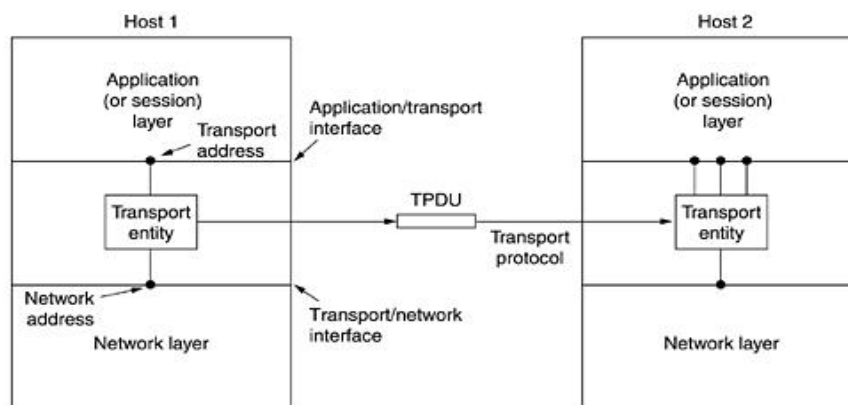 Host 1
Host 2
Application
(or session)
layer
Transport
address
Application/transport
interface
Application
(or session)
layer
Transport
entity
TPDU
Transport
protocol
Transport
entity
Network
address
Transport/network
interface
Network layer
Network layer